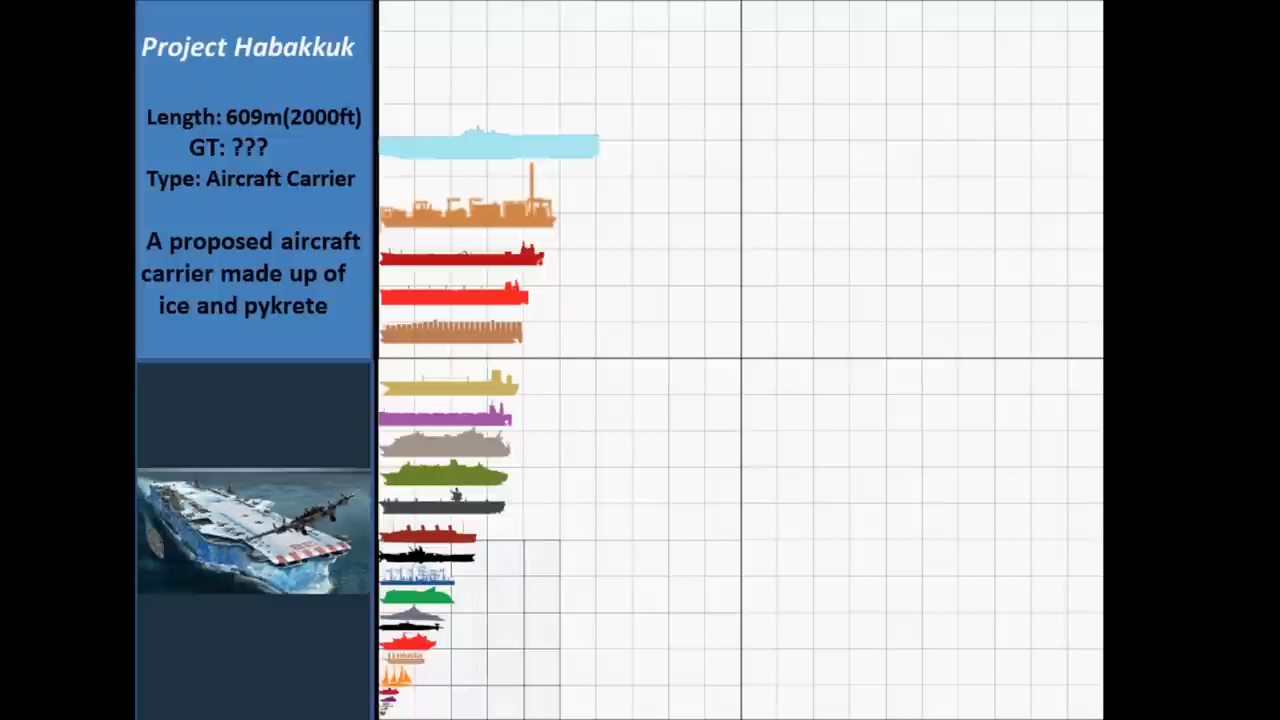 Project Habakkuk
Length: 609m(2000ft)
GT: ???
Type: Aircraft Carrier
A proposed aircraft
carrier made up of
ice and pykrete